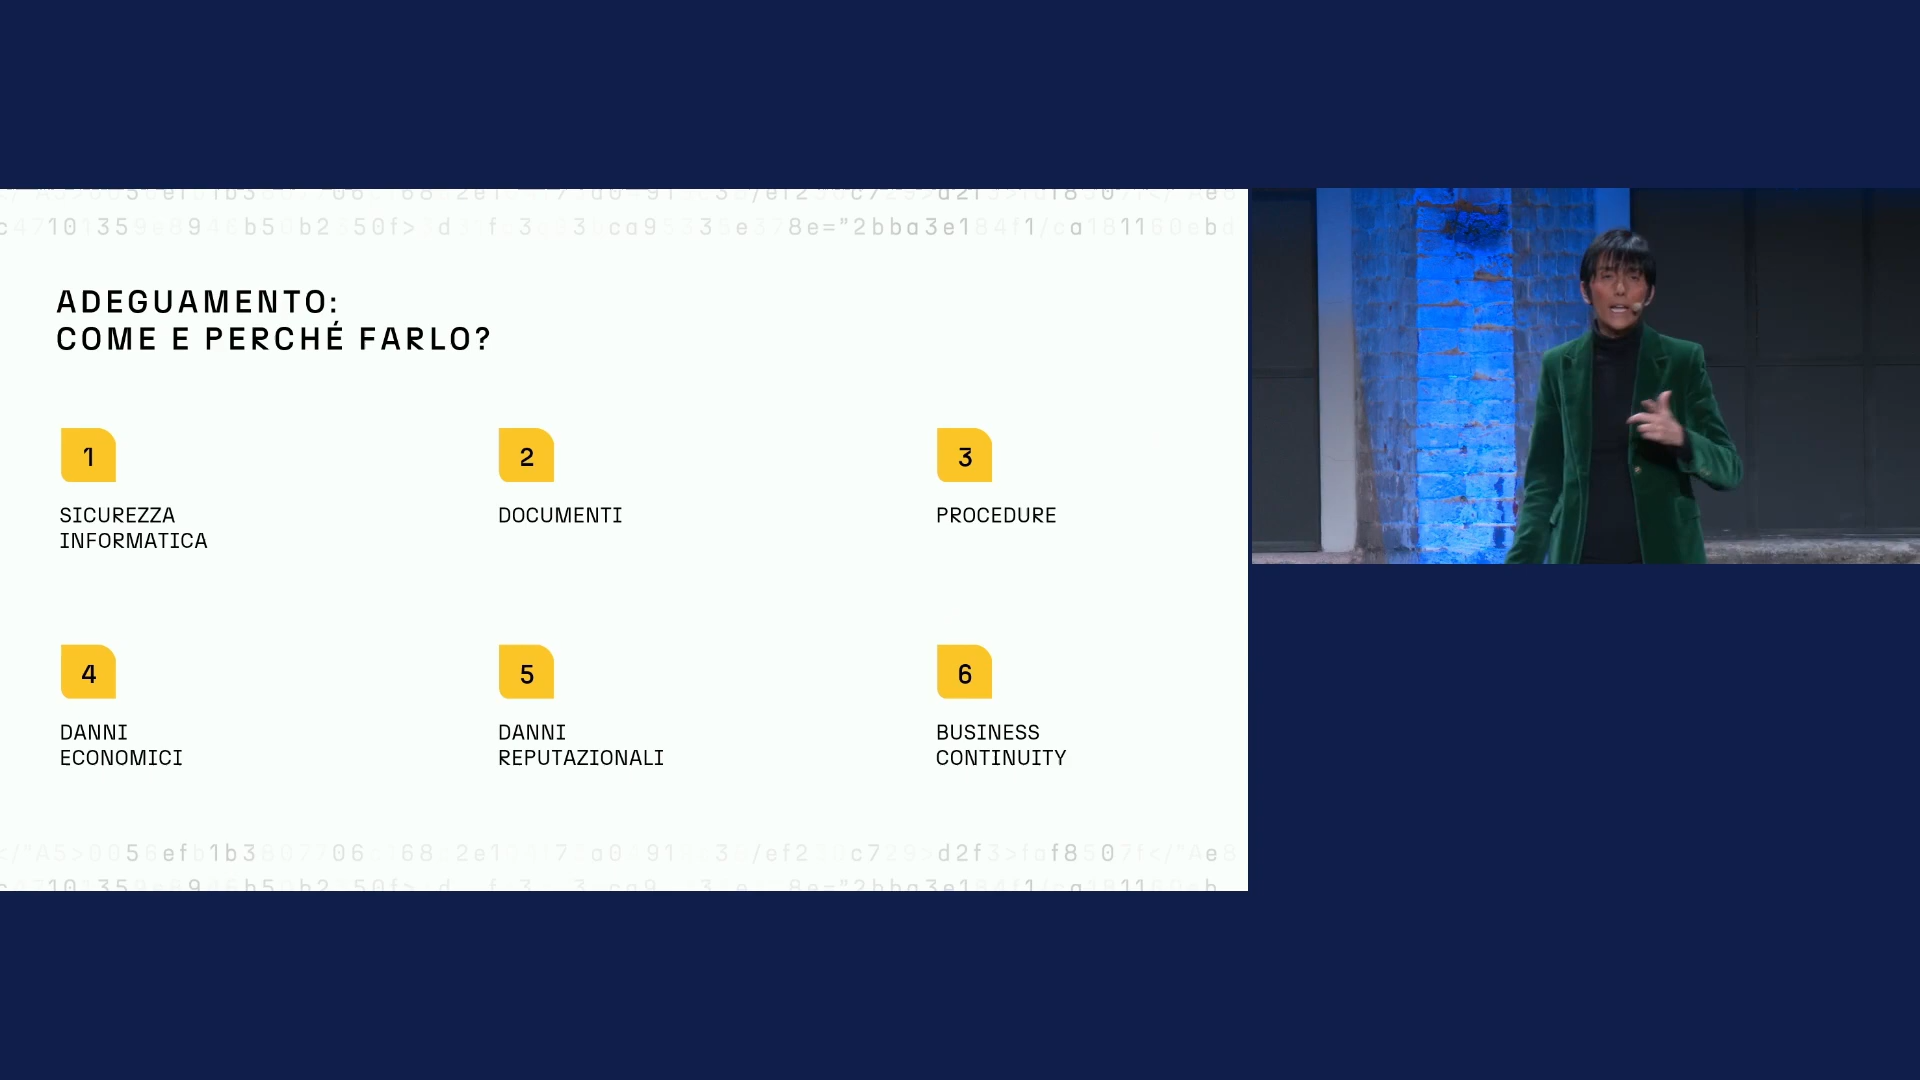 ADEGUAMENTO:
COME E PERCHÉ FARLO?
1
SICUREZZA
INFORMATICA
2
DOCUMENTI
3
PROCEDURE
4
DANNI
ECONOMICI
5
DANNI
REPUTAZIONALI
6
BUSINESS
CONTINUITY